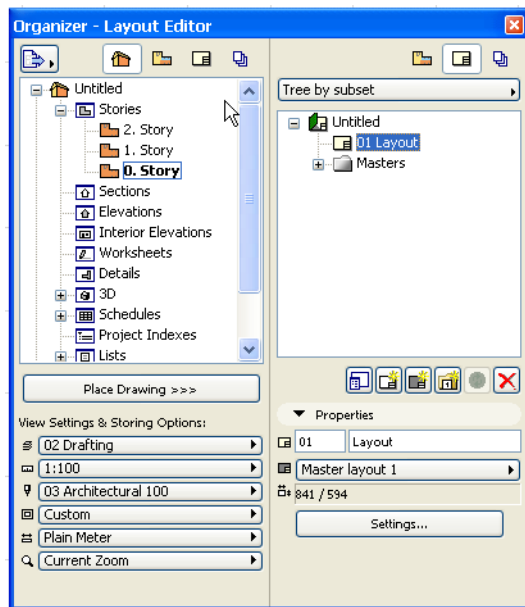 Organizer - Layout Editor
Untitled
Stories
2. Story
1. Story
0. Story
Sections
Elevations
Interior Elevations
Worksheets
Details
3D
Schedules
Project Indexes
Lists
Place Drawing >>>
View Settings & Storing Options:
02 Drafting
1:100
03 Architectural 100
Custom
Plain Meter
Current Zoom
Tree by subset
Untitled
01 Layout
Masters
Properties
01 Layout
Master layout 1
841 / 594
Settings...